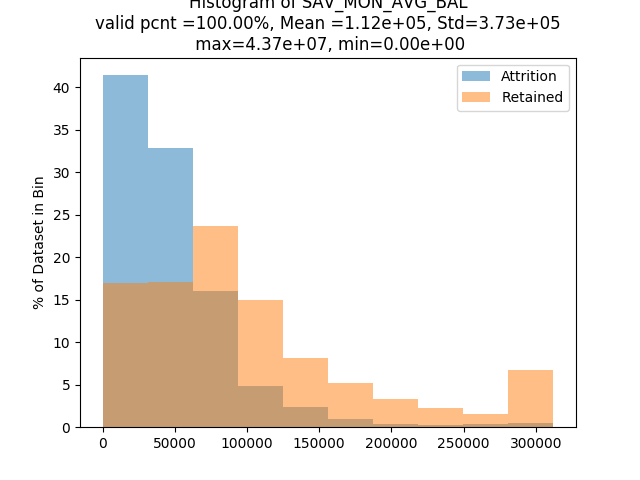 Histogram of SAV_MON_AVG_BAL
valid pcnt =100.00%, Mean =1.12e+05, Std=3.73e+05
max=4.37e+07, min=0.00e+00
Attrition
Retained
% of Dataset in Bin
40
35
30
25
20
15
10
5
0
0
50000
100000
150000
200000
250000
300000